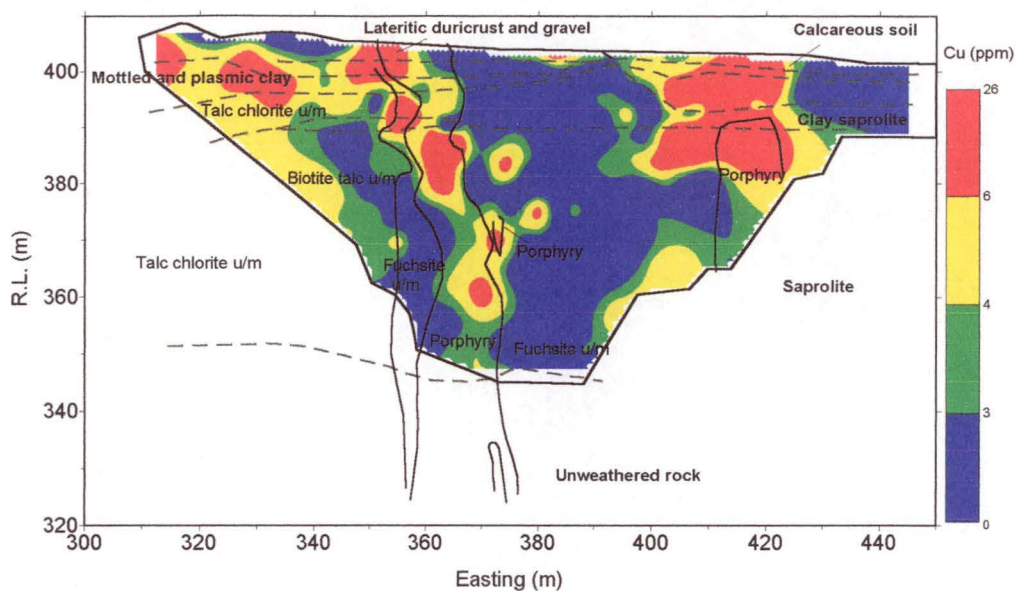 Lateritic duricrust and gravel
Calcareous soil
Cu (ppm)
400
Mottled and plasmic clay
26
Talc chlorite u/m
Clay saprolite
380
Biotite talc u/m
Porphyry
6
R.L. (m)
Talc chlorite u/m
Fuchsite
u/m
Porphyry
Saprolite
360
4
Porphyry
Fuchsite u/m
340
3
Unweathered rock
320
0
300
320
340
360
380
400
420
440
Easting (m)